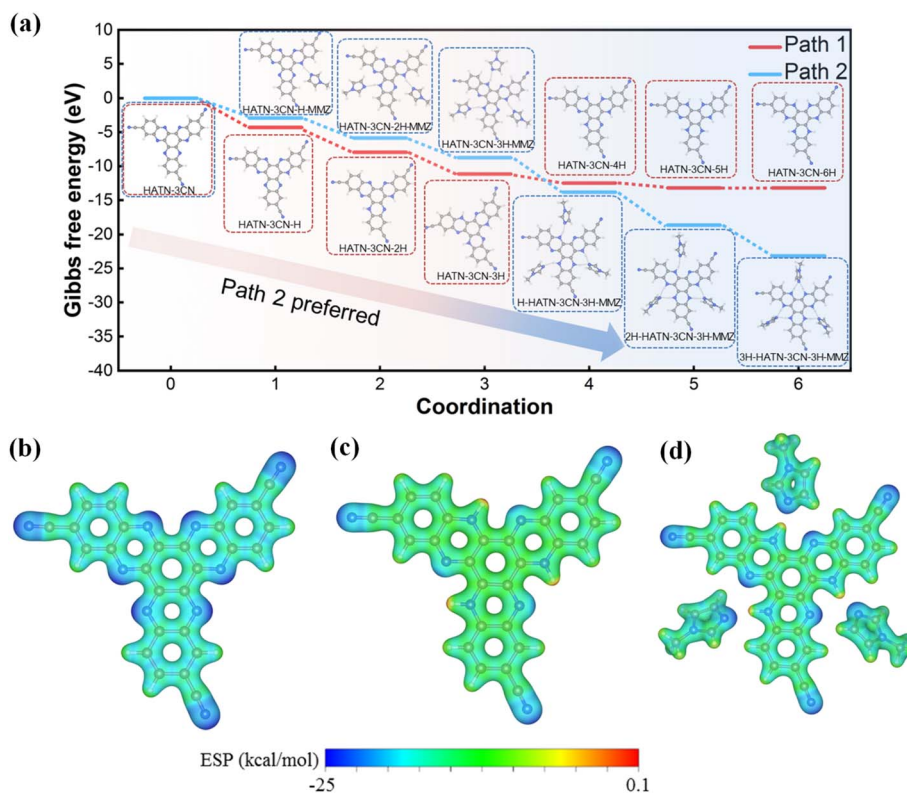 (a)
Gibbs free energy (eV)
10
5
0
-5
-10
-15
-20
-25
-30
-35
-40
Path 1
Path 2
HATN-3CN
HATN-3CN-H-MMZ
HATN-3CN-2H-MMZ
HATN-3CN-3H-MMZ
HATN-3CN-4H
HATN-3CN-5H
HATN-3CN-6H
HATN-3CN-H
HATN-3CN-2H
HATN-3CN-3H
H-HATN-3CN-3H-MMZ
2H-HATN-3CN-3H-MMZ
3H-HATN-3CN-3H-MMZ
Path 2 preferred
0 1 2 3 4 5 6
Coordination
(b)
(c)
(d)
ESP (kcal/mol)
-25 0.1